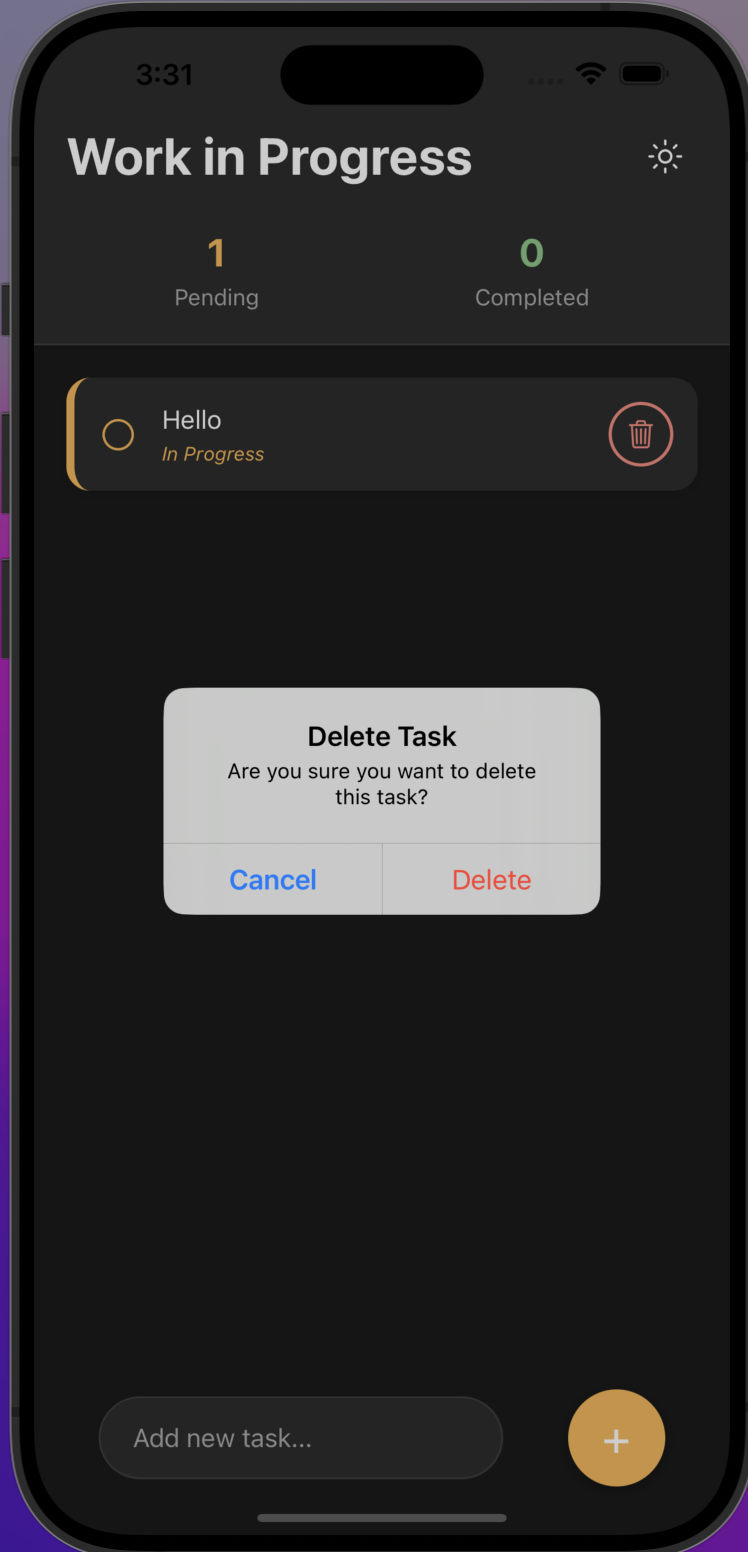 3:31
Work in Progress
1
0
Pending
Completed
Hello
In Progress
Delete Task
Are you sure you want to delete
this task?
Cancel
Delete
Add new task...
+